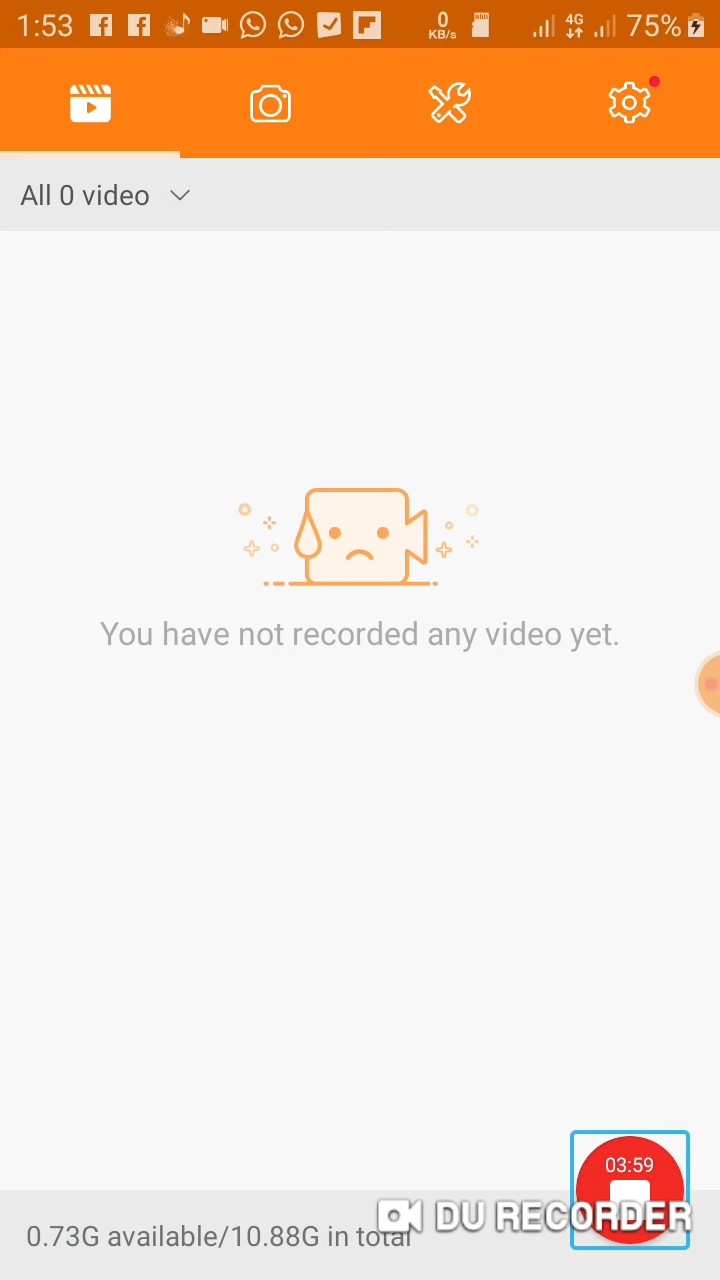 1:53 0 KB/s 4G 75%
All 0 video
You have not recorded any video yet.
03:59
DU RECORDER
0.73G available/10.88G in total